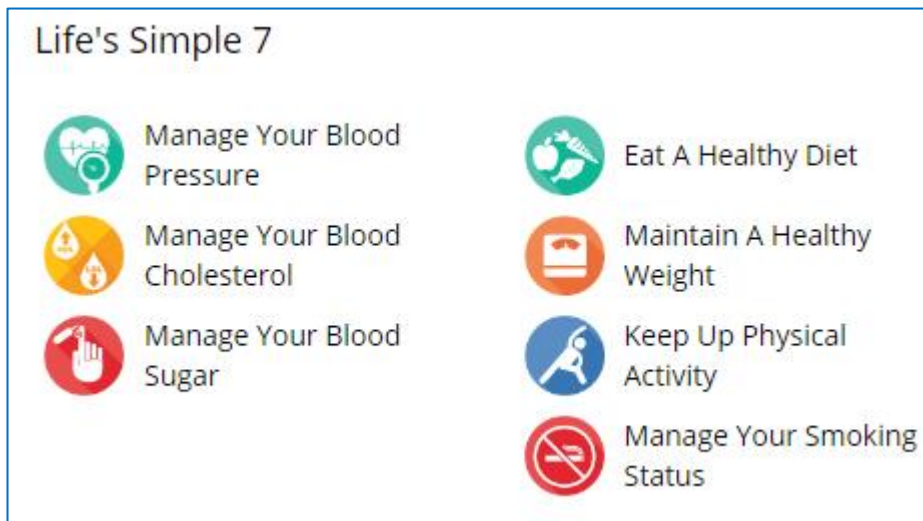 Life's Simple 7
Manage Your Blood
Pressure
Manage Your Blood
Cholesterol
Manage Your Blood
Sugar
Eat A Healthy Diet
Maintain A Healthy
Weight
Keep Up Physical
Activity
Manage Your Smoking
Status